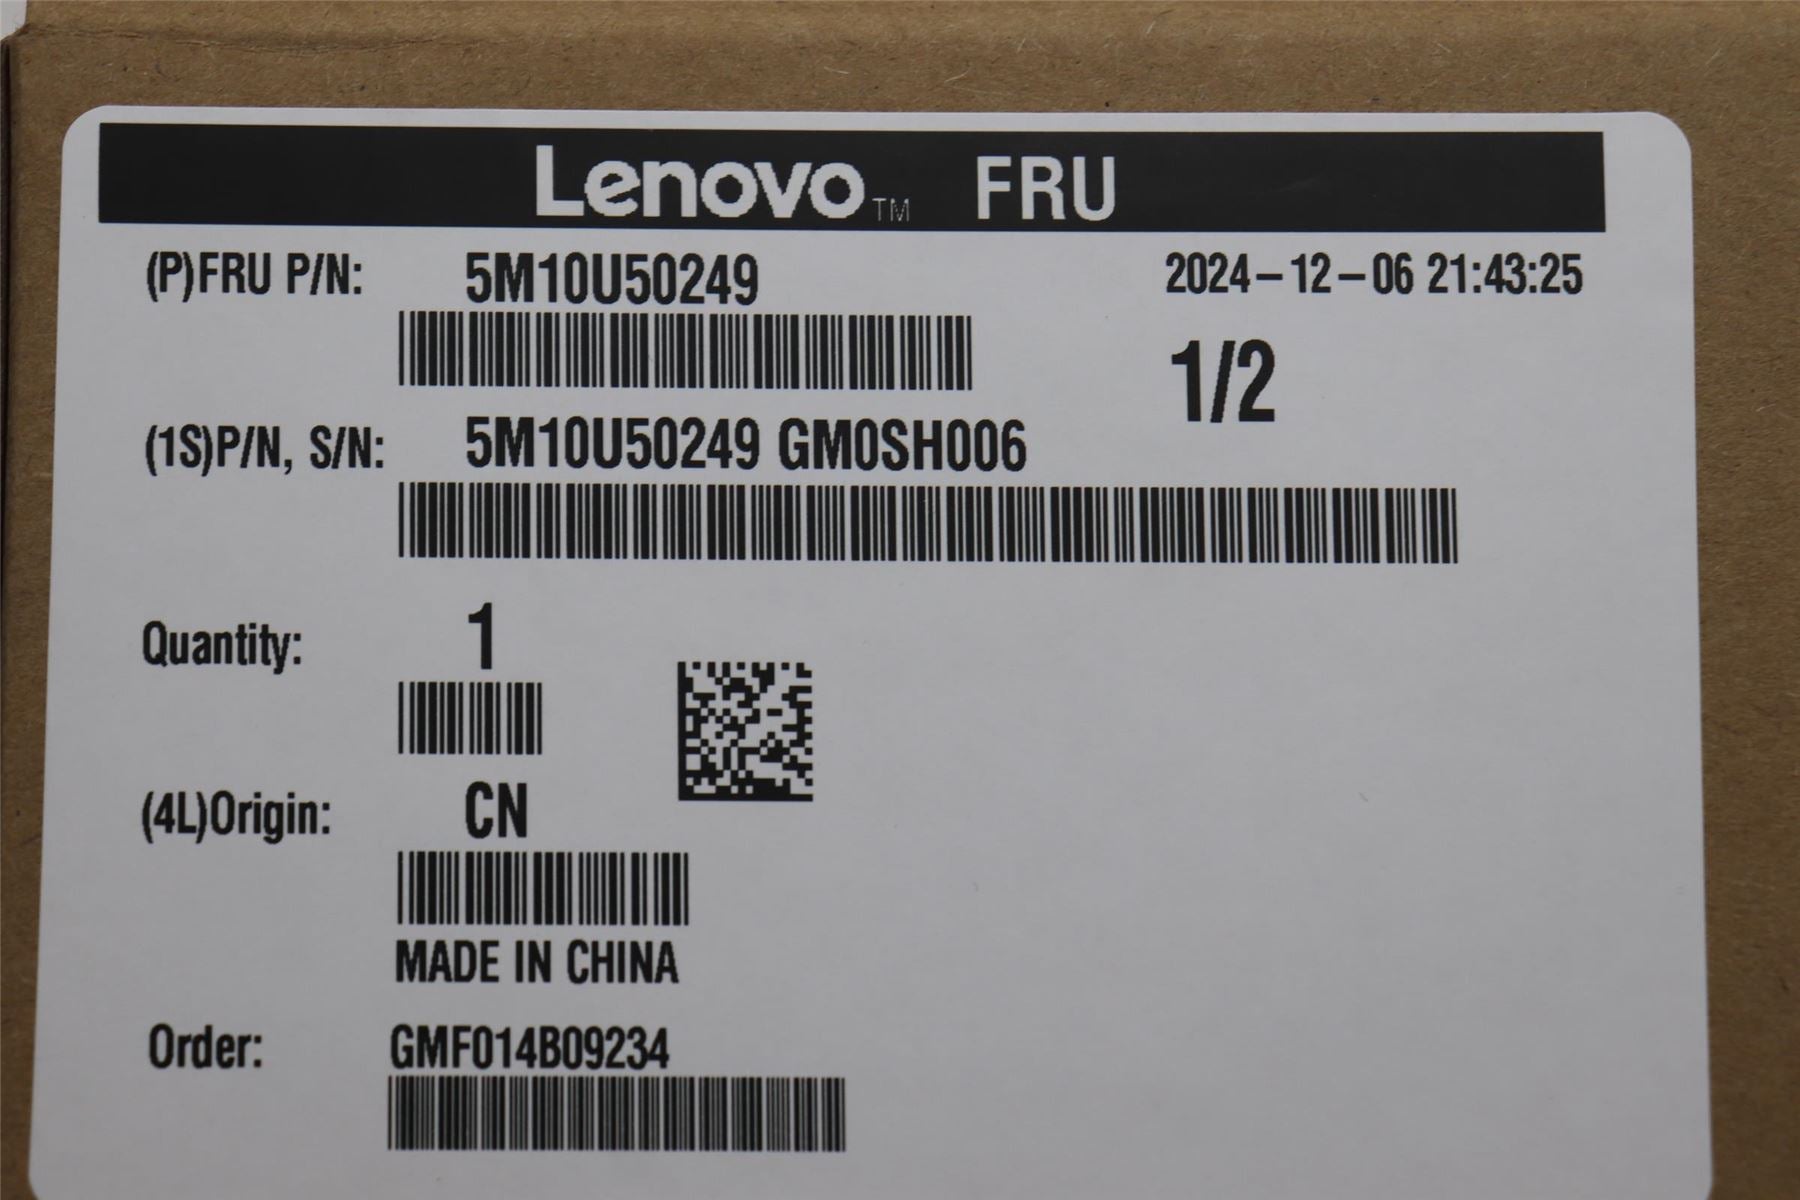 Lenovo™ FRU
(P)FRU P/N: 5M10U50249 2024-12-06 21:43:25
1/2
(1S)P/N, S/N: 5M10U50249 GM0SH006
Quantity: 1
(4L)Origin: CN
MADE IN CHINA
Order: GMF014B09234